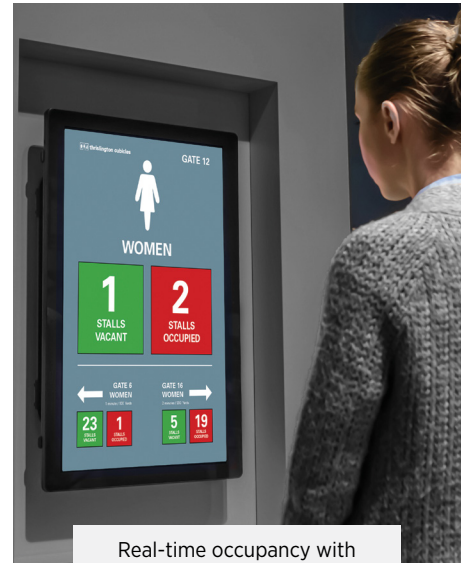 GATE 12
WOMEN
1
STALLS
VACANT
2
STALLS
OCCUPIED
GATE 6
WOMEN
GATE 16
WOMEN
23
STALLS
VACANT
1
STALLS
OCCUPIED
5
STALLS
VACANT
19
STALLS
OCCUPIED
Real-time occupancy with